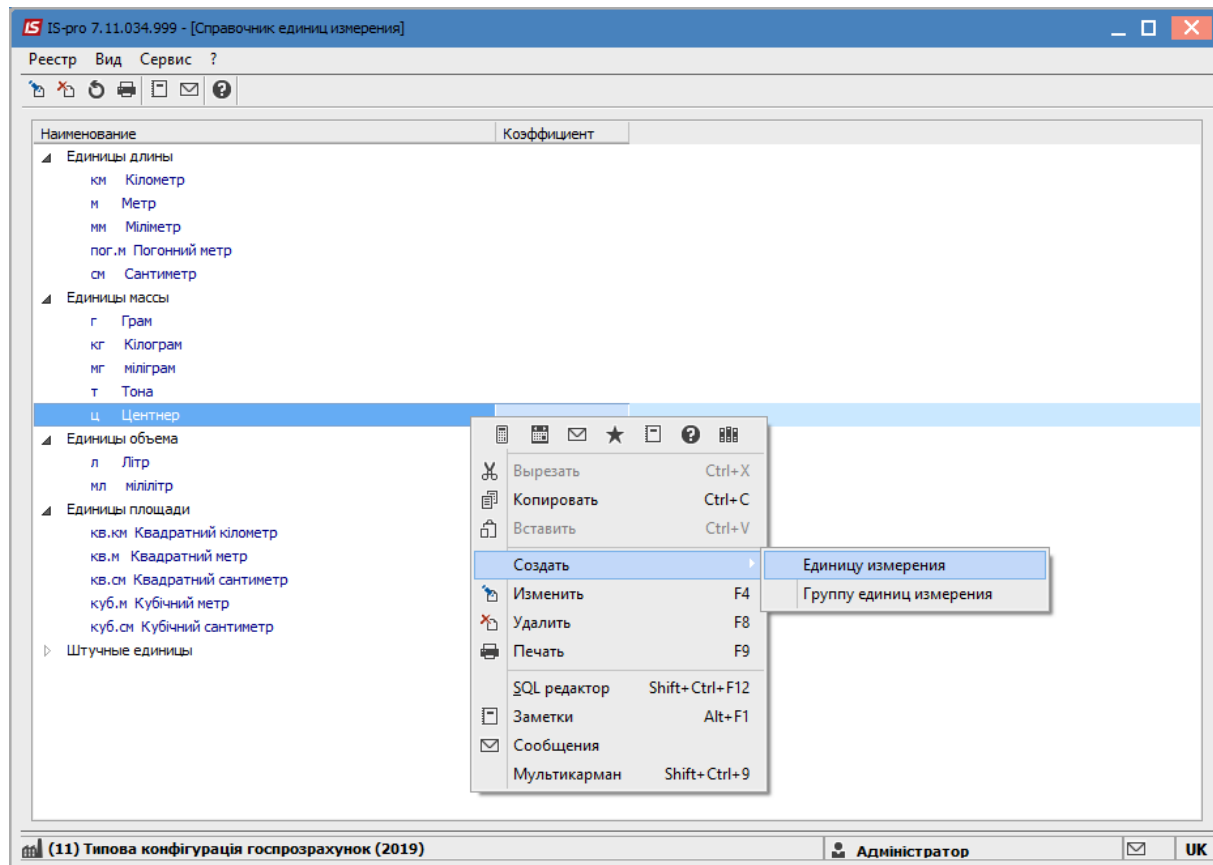 IS-pro 7.11.034.999 - [Справочник единиц измерения]
Реестр Вид Сервис ?
Наименование Коэффициент
Единицы длины
км Кілометр
м Метр
мм Міліметр
пог.м Погонний метр
см Сантиметр
Единицы массы
г Грам
кг Кілограм
мг міліграм
т Тона
ц Центнер
Единицы объема
л Літр
мл мілілітр
Единицы площади
кв.км Квадратний кілометр
кв.м Квадратний метр
кв.см Квадратний сантиметр
куб.м Кубічний метр
куб.см Кубічний сантиметр
Штучные единицы
Вырезать Ctrl+X
Копировать Ctrl+C
Вставить Ctrl+V
Создать
Изменить F4
Удалить F8
Печать F9
SQL редактор Shift+Ctrl+F12
Заметки Alt+F1
Сообщения
Мультикарман Shift+Ctrl+9
Единицу измерения
Группу единиц измерения
(11) Типова конфігурація госпрозрахунок (2019) Адміністратор UK